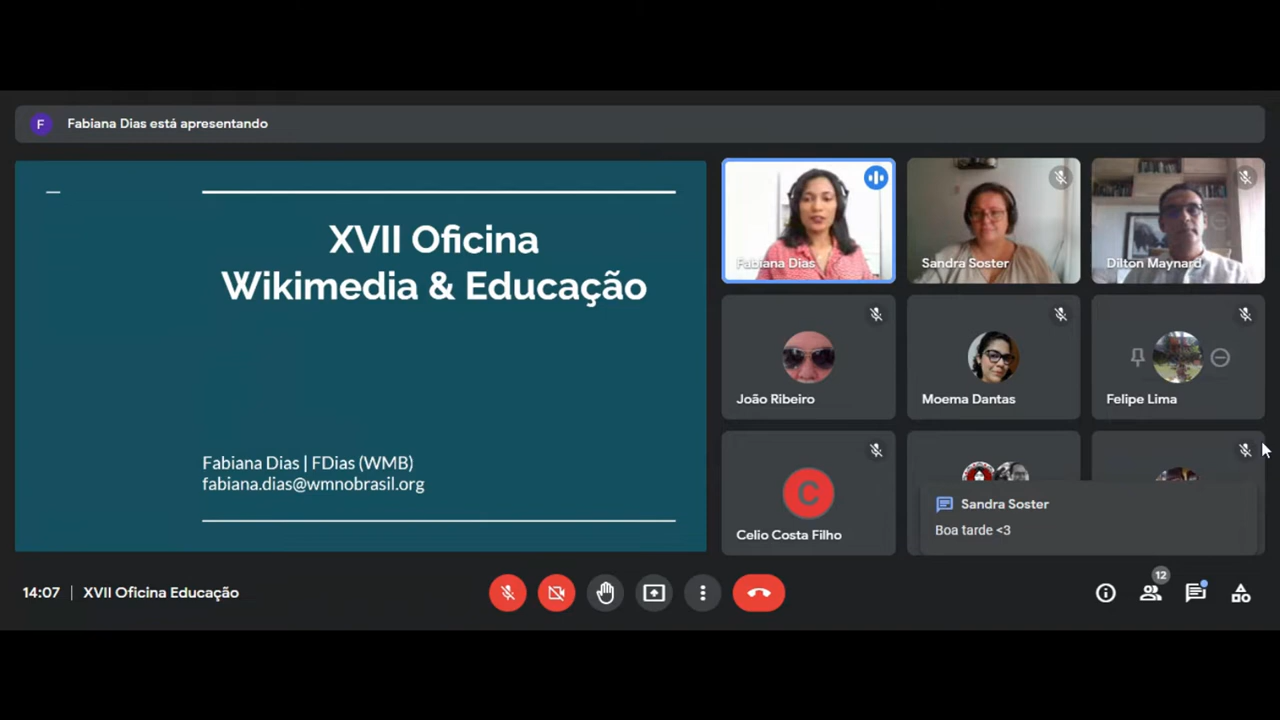 F
Fabiana Dias está apresentando
XVII Oficina
Wikimedia & Educação
Fabiana Dias | FDias (WMB)
fabiana.dias@wmnobrasil.org
Fabiana Dias
Sandra Soster
Dilton Maynard
João Ribeiro
Moema Dantas
Felipe Lima
C
Celio Costa Filho
Sandra Soster
Boa tarde <3
14:07 | XVII Oficina Educação
12